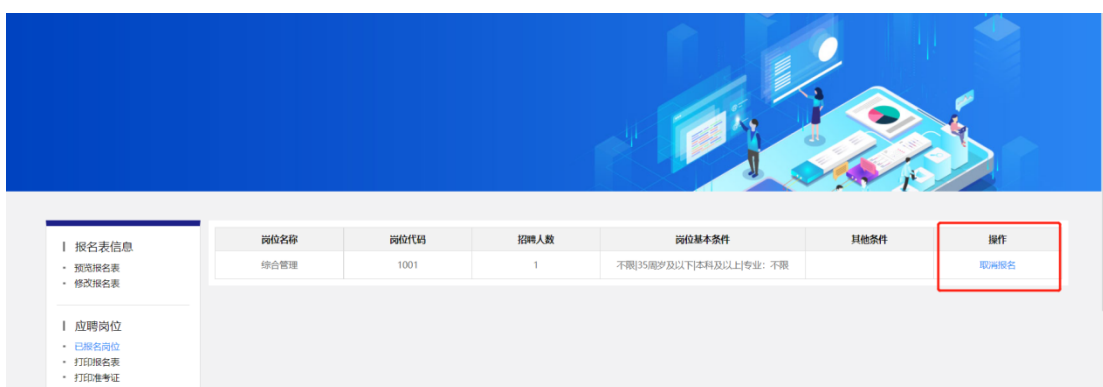 报名表信息
预览报名表
修改报名表
应聘岗位
已报名岗位
打印报名表
打印准考证
岗位名称 岗位代码 招聘人数 岗位基本条件 其他条件 操作
综合管理 1001 1 不限|35周岁及以下|本科及以上|专业：不限 取消报名